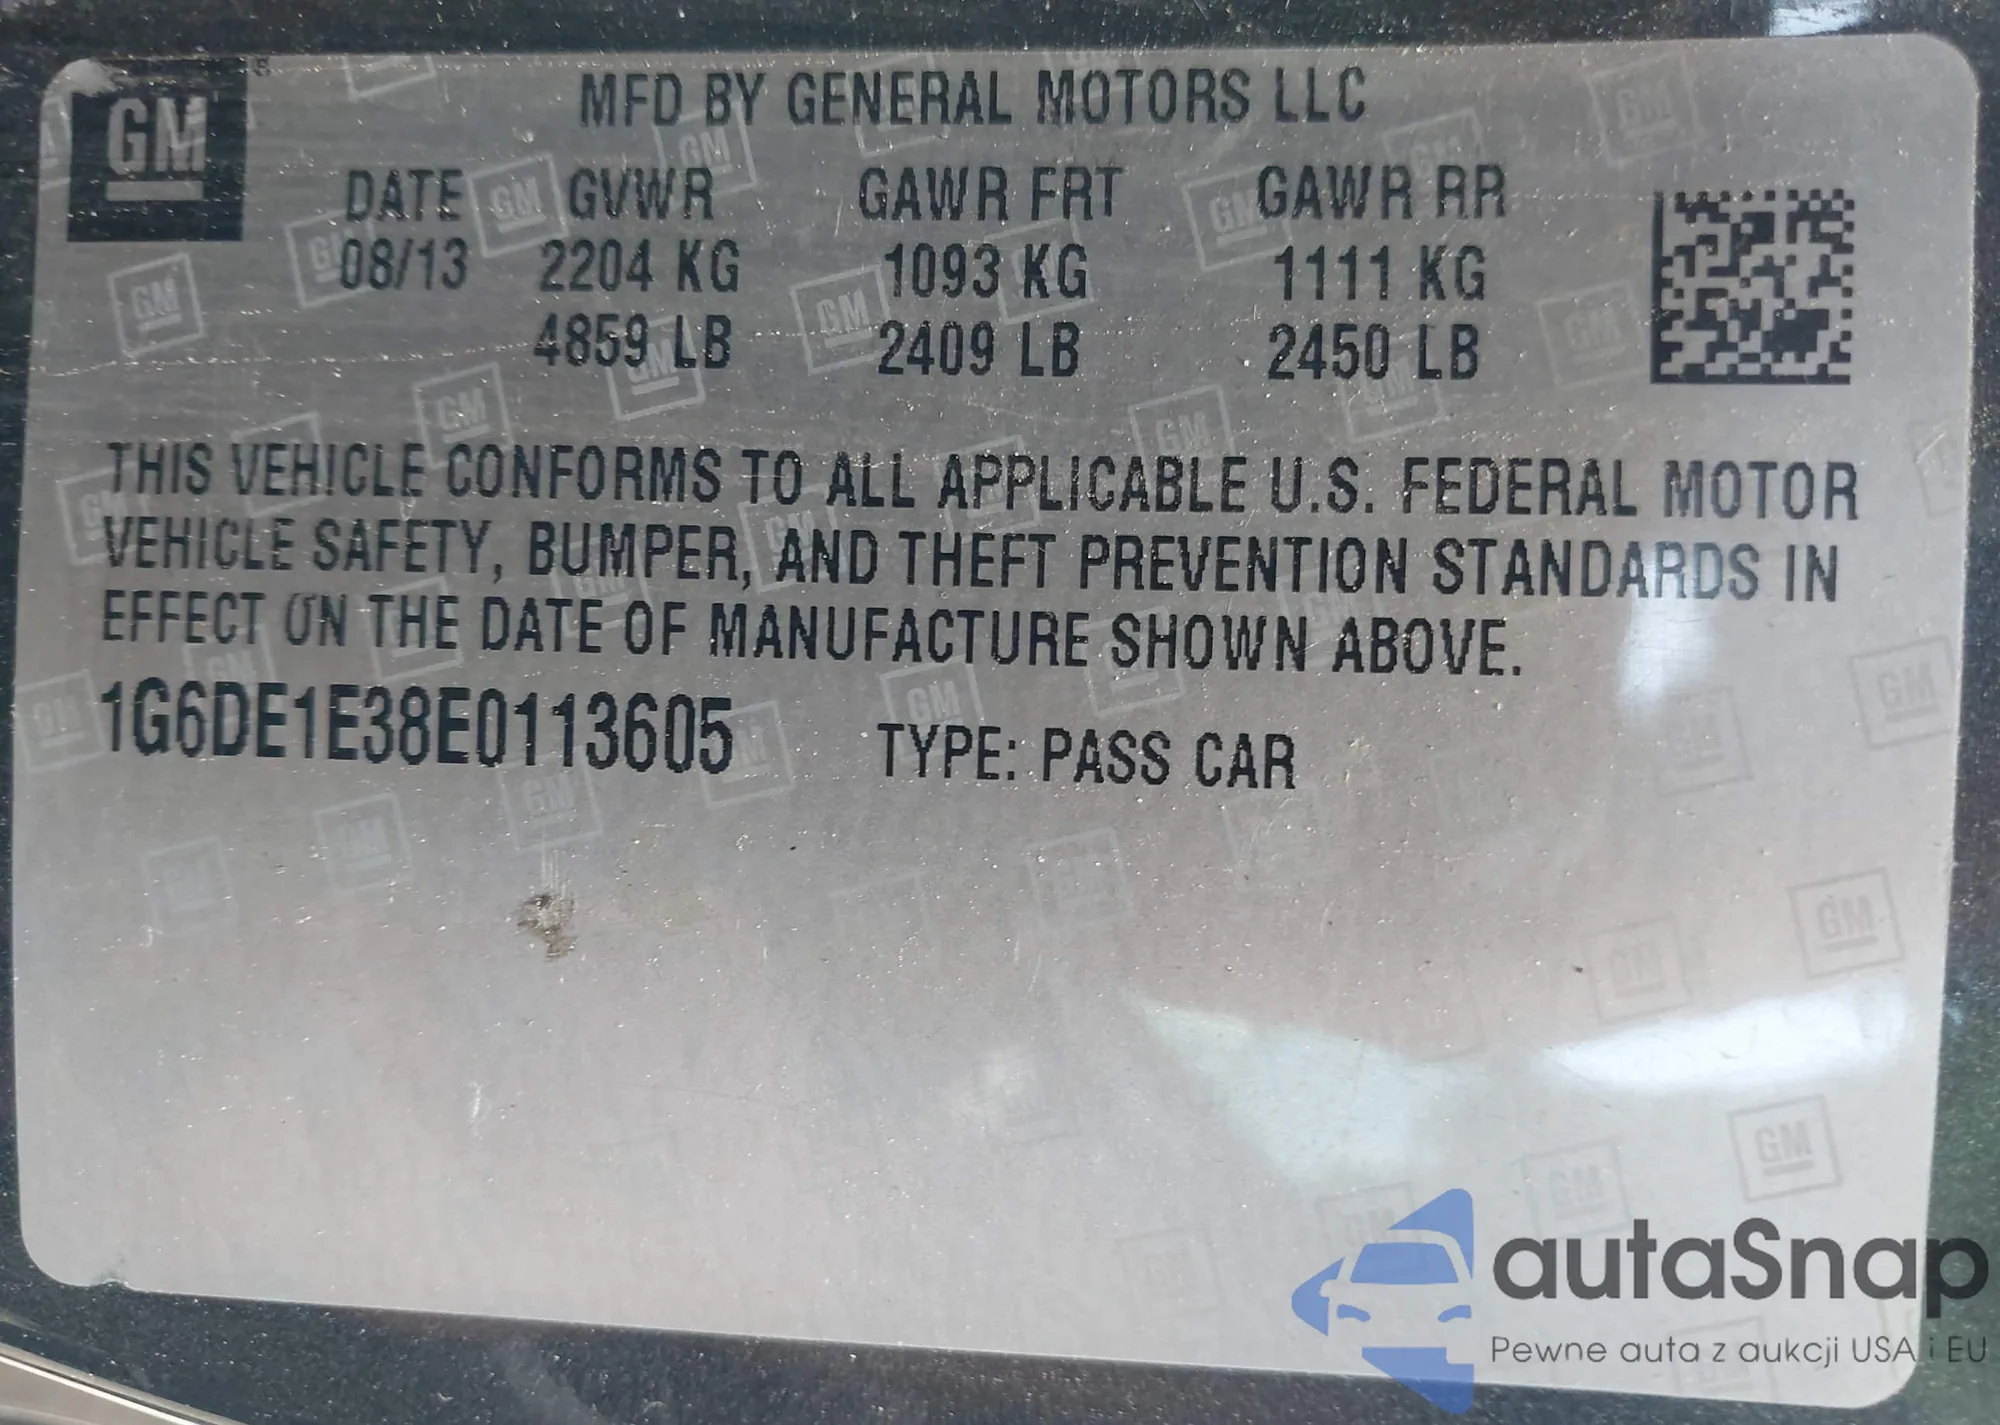 GM
MFD BY GENERAL MOTORS LLC
DATE GVWR GAWR FRT GAWR RR
08/13 2204 KG 1093 KG 1111 KG
4859 LB 2409 LB 2450 LB
THIS VEHICLE CONFORMS TO ALL APPLICABLE U.S. FEDERAL MOTOR
VEHICLE SAFETY, BUMPER, AND THEFT PREVENTION STANDARDS IN
EFFECT ON THE DATE OF MANUFACTURE SHOWN ABOVE.
1G6DE1E38E0113605 TYPE: PASS CAR
autaSnap
Pewne auta z aukcji USA i EU